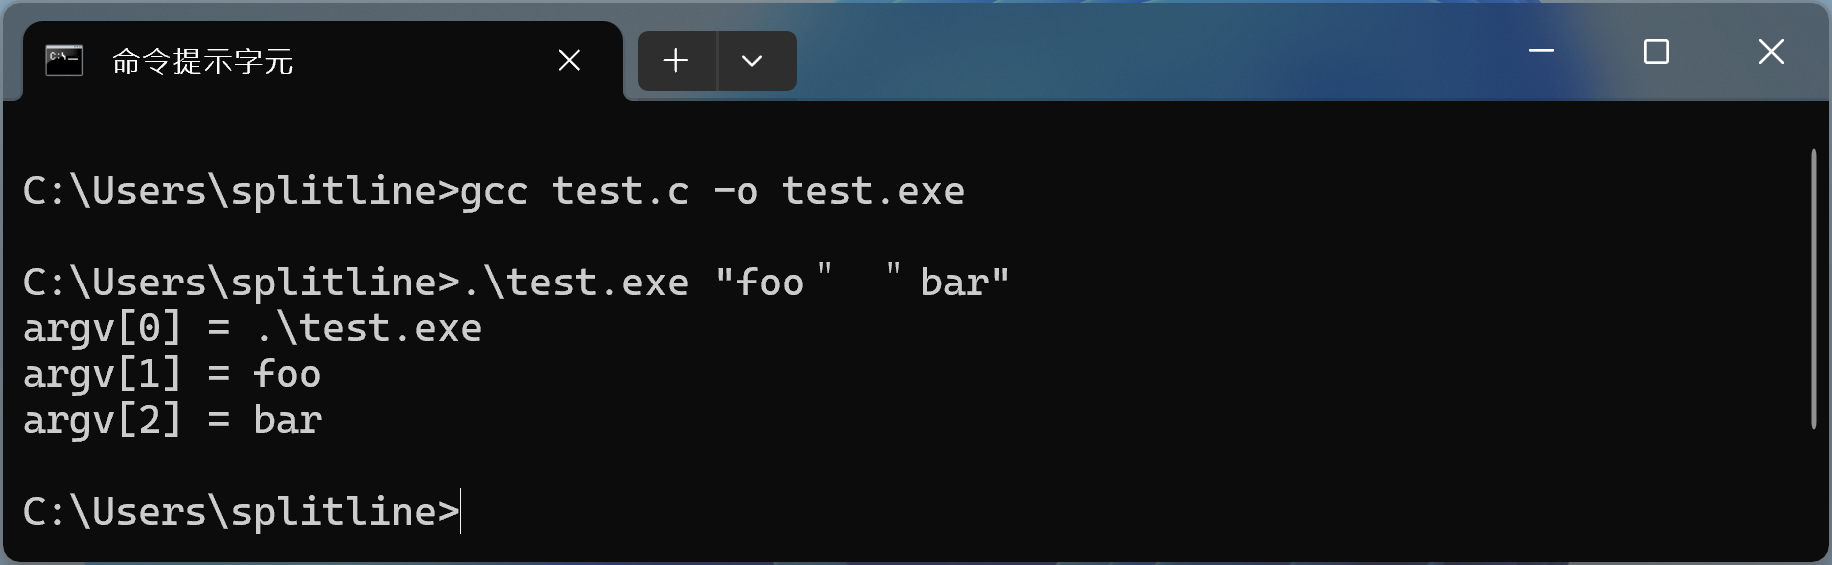 命令提示字元
C:\Users\splitline>gcc test.c -o test.exe
C:\Users\splitline>.\test.exe "foo＂ ＂bar"
argv[0] = .\test.exe
argv[1] = foo
argv[2] = bar
C:\Users\splitline>